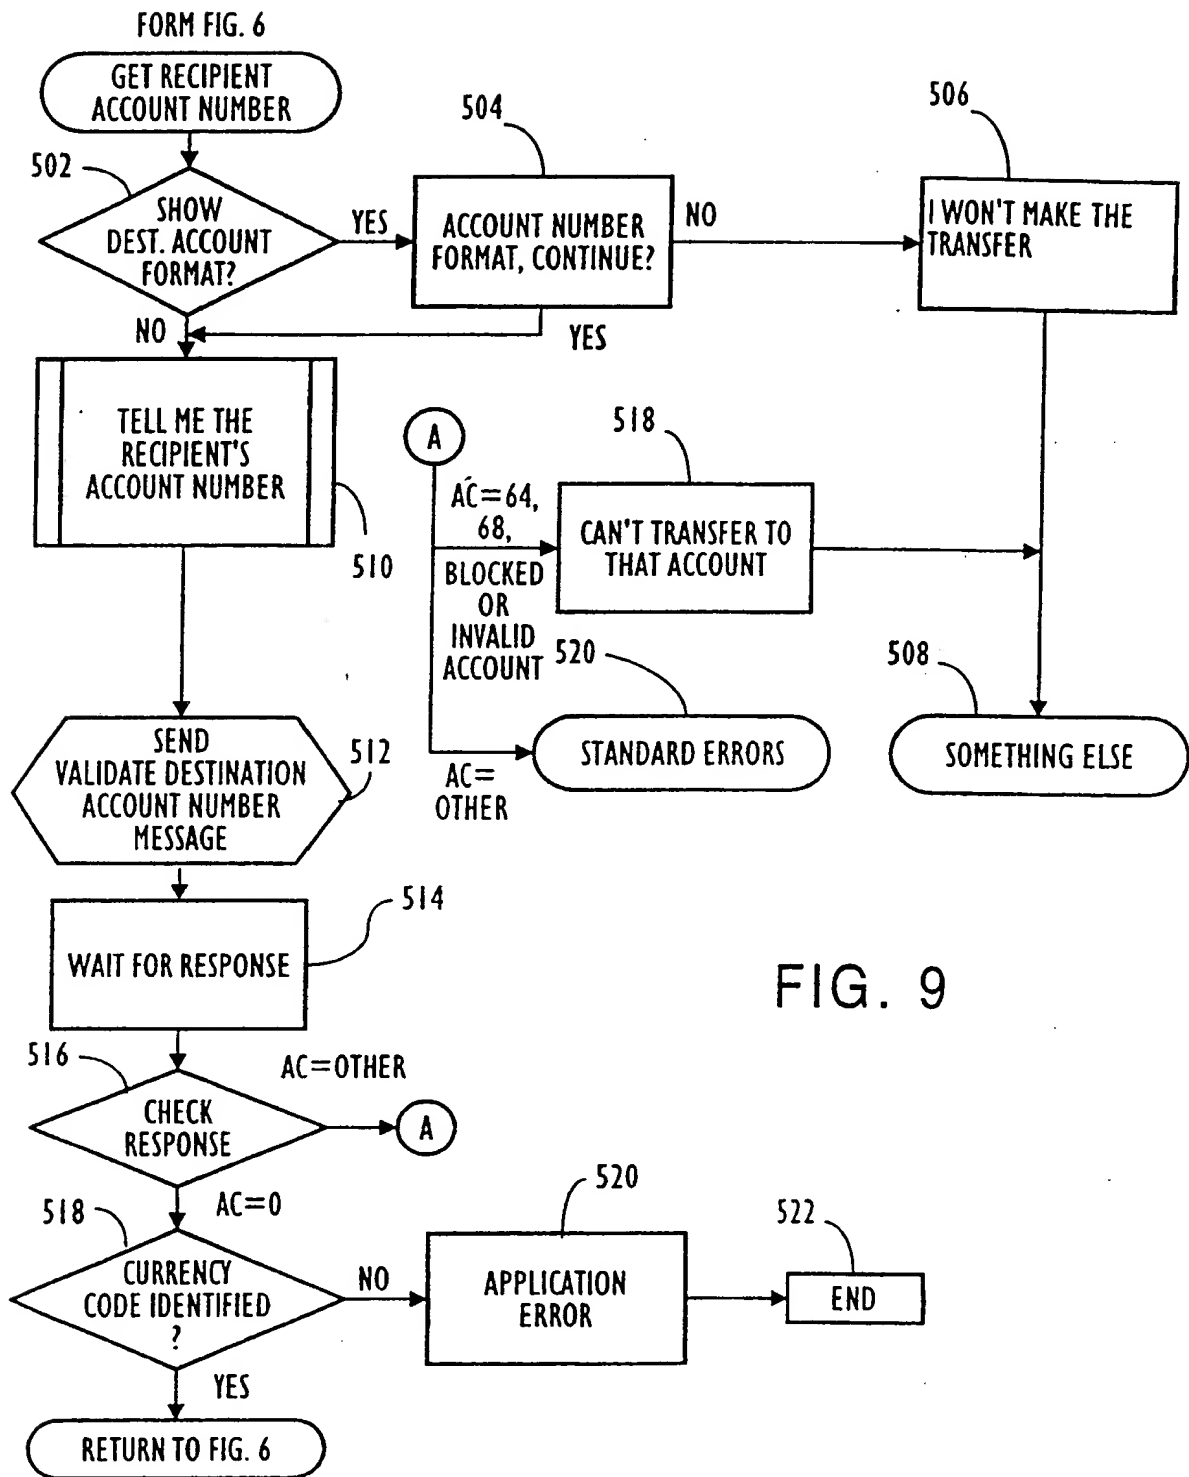 FORM FIG. 6
GET RECIPIENT
ACCOUNT NUMBER
502
SHOW
DEST. ACCOUNT
FORMAT?
YES
504
ACCOUNT NUMBER
FORMAT, CONTINUE?
NO
506
I WON'T MAKE THE
TRANSFER
NO
YES
TELL ME THE
RECIPIENT'S
ACCOUNT NUMBER
510
A
AC=64,
68,
BLOCKED
OR
INVALID
ACCOUNT
518
CAN'T TRANSFER TO
THAT ACCOUNT
520
STANDARD ERRORS
AC=
OTHER
508
SOMETHING ELSE
SEND
VALIDATE DESTINATION
ACCOUNT NUMBER
MESSAGE
512
WAIT FOR RESPONSE
514
FIG. 9
516
CHECK
RESPONSE
AC=OTHER
A
AC=0
518
CURRENCY
CODE IDENTIFIED
?
NO
520
APPLICATION
ERROR
522
END
YES
RETURN TO FIG. 6